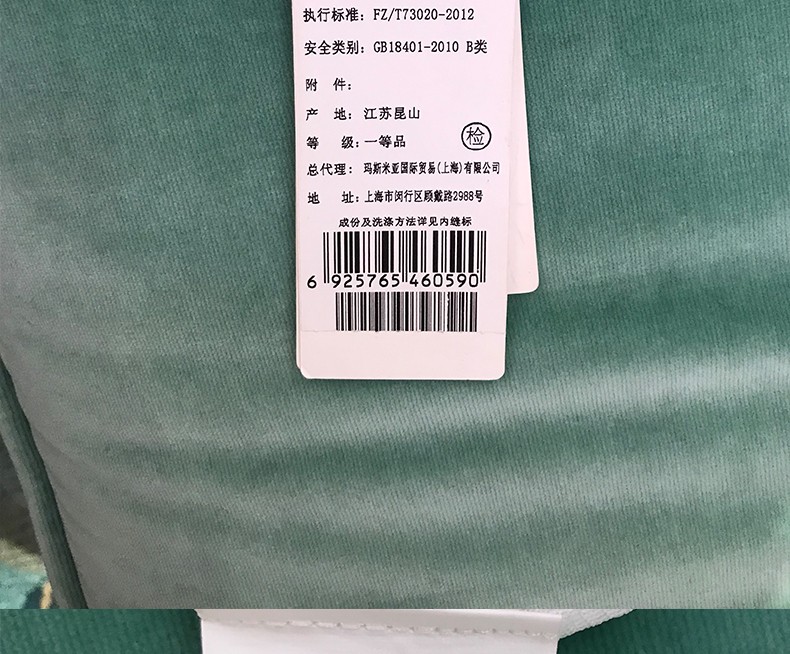 执行标准: FZ/T73020-2012
安全类别: GB18401-2010 B类
附 件:
产 地: 江苏昆山
等 级: 一等品 检
总代理: 玛斯米亚国际贸易(上海)有限公司
地 址: 上海市闵行区顾戴路2988号
成份及洗涤方法详见内缝标
6 925765 460590